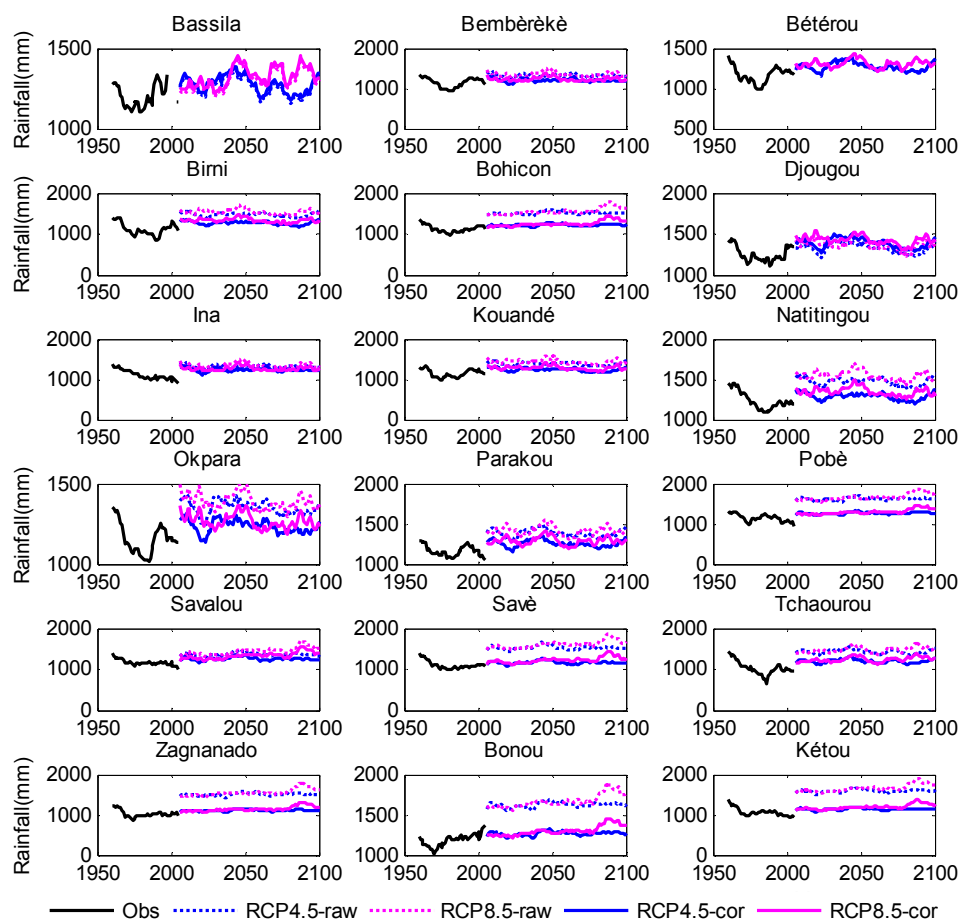 Bassila Bembèrèkè Bétérou
Rainfall(mm)
1500 2000 1500
1000
1000
1000 0 500
1950 2000 2050 2100 1950 2000 2050 2100 1950 2000 2050 2100
Birni Bohicon Djougou
Rainfall(mm)
2000 2000 2000
1000 1000 1500
0 0 1000
1950 2000 2050 2100 1950 2000 2050 2100 1950 2000 2050 2100
Ina Kouandé Natitingou
2000 2000 2000
1000 1000 1500
0 0 1000
1950 2000 2050 2100 1950 2000 2050 2100 1950 2000 2050 2100
Okpara Parakou Pobè
Rainfall(mm)
1500 2000 2000
1500 1000
1000 1000 0
1950 2000 2050 2100 1950 2000 2050 2100 1950 2000 2050 2100
Savalou Savè Tchaourou
2000 2000 2000
1000 1000 1000
0 0 0
1950 2000 2050 2100 1950 2000 2050 2100 1950 2000 2050 2100
Zagnanado Bonou Kétou
Rainfall(mm)
2000 2000 2000
1000 1500 1000
0 1000 0
1950 2000 2050 2100 1950 2000 2050 2100 1950 2000 2050 2100
Obs RCP4.5-raw RCP8.5-raw RCP4.5-cor RCP8.5-cor